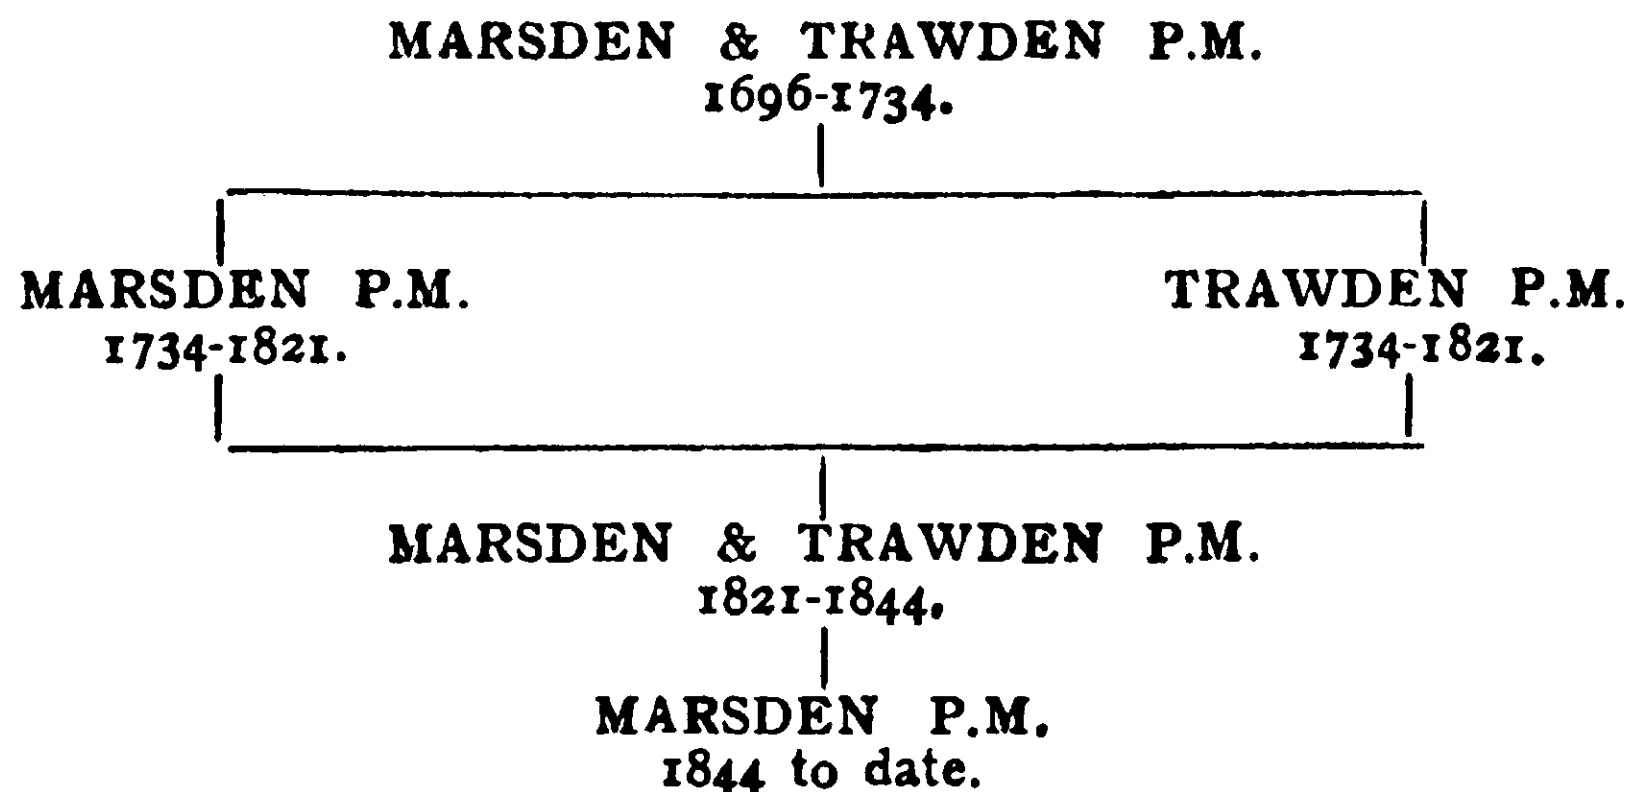 MARSDEN & TRAWDEN P.M.
1696-1734.
MARSDEN P.M.
1734-1821.
TRAWDEN P.M.
1734-1821.
MARSDEN & TRAWDEN P.M.
1821-1844.
MARSDEN P.M.
1844 to date.